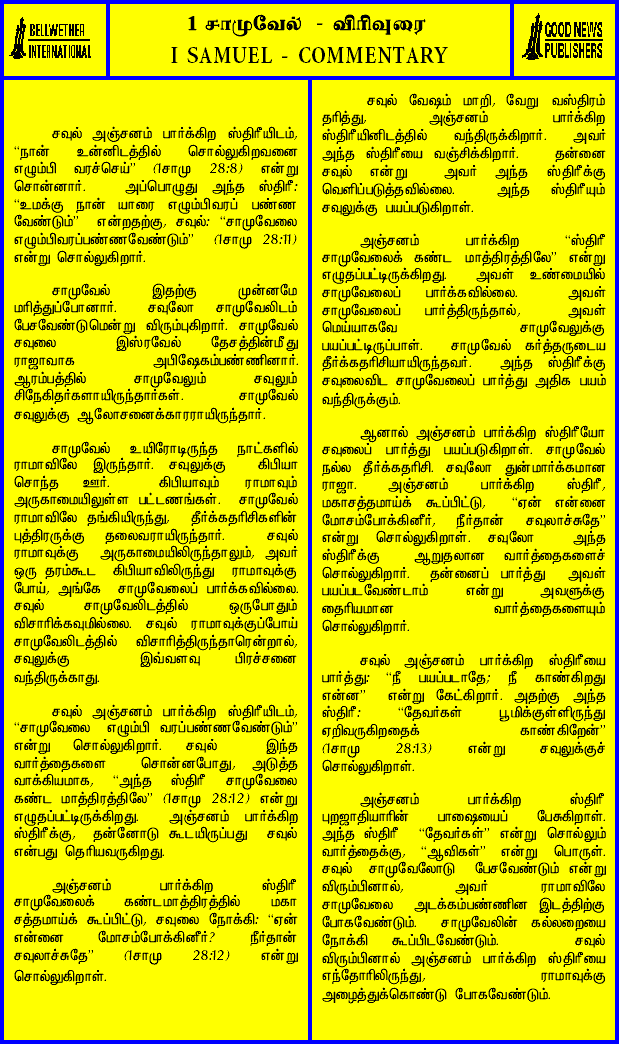 BELLWETHER
INTERNATIONAL
1 சாமுவேல் - விரிவுரை
I SAMUEL - COMMENTARY
GOOD NEWS
PUBLISHERS
சவுல் அஞ்சனம் பார்க்கிற ஸ்திரீயிடம்,
“நான் உன்னிடத்தில் சொல்லுகிறவனை
எழும்பி வரச்செய்” (1சாமு 28:8) என்று
சொன்னார். அப்பொழுது அந்த ஸ்திரீ:
“உமக்கு நான் யாரை எழும்பிவரப் பண்ண
வேண்டும்” என்றதற்கு, சவுல்: “சாமுவேலை
எழும்பிவரப்பண்ணவேண்டும்” (1சாமு 28:11)
என்று சொல்லுகிறார்.
சாமுவேல் இதற்கு முன்னமே
மரித்துப்போனார். சவுலோ சாமுவேலிடம்
பேசவேண்டுமென்று விரும்புகிறார். சாமுவேல்
சவுலை இஸ்ரவேல் தேசத்தின்மீது
ராஜாவாக அபிஷேகம்பண்ணினார்.
ஆரம்பத்தில் சாமுவேலும் சவுலும்
சிநேகிதர்களாயிருந்தார்கள். சாமுவேல்
சவுலுக்கு ஆலோசனைக்காரராயிருந்தார்.
சாமுவேல் உயிரோடிருந்த நாட்களில்
ராமாவிலே இருந்தார். சவுலுக்கு கிபியா
சொந்த ஊர். கிபியாவும் ராமாவும்
அருகாமையிலுள்ள பட்டணங்கள். சாமுவேல்
ராமாவிலே தங்கியிருந்து, தீர்க்கதரிசிகளின்
புத்திரருக்கு தலைவராயிருந்தார். சவுல்
ராமாவுக்கு அருகாமையிலிருந்தாலும், அவர்
ஒரு தரம்கூட கிபியாவிலிருந்து ராமாவுக்கு
போய், அங்கே சாமுவேலைப் பார்க்கவில்லை.
சவுல் சாமுவேலிடத்தில் ஒருபோதும்
விசாரிக்கவுமில்லை. சவுல் ராமாவுக்குப்போய்
சாமுவேலிடத்தில் விசாரித்திருந்தாரென்றால்,
சவுலுக்கு இவ்வளவு பிரச்சனை
வந்திருக்காது.
சவுல் அஞ்சனம் பார்க்கிற ஸ்திரீயிடம்,
“சாமுவேலை எழும்பி வரப்பண்ணவேண்டும்”
என்று சொல்லுகிறார். சவுல் இந்த
வார்த்தைகளை சொன்னபோது, அடுத்த
வாக்கியமாக, “அந்த ஸ்திரீ சாமுவேலை
கண்ட மாத்திரத்திலே” (1சாமு 28:12) என்று
எழுதப்பட்டிருக்கிறது. அஞ்சனம் பார்க்கிற
ஸ்திரீக்கு, தன்னோடு கூடயிருப்பது சவுல்
என்பது தெரியவருகிறது.
அஞ்சனம் பார்க்கிற ஸ்திரீ
சாமுவேலைக் கண்டமாத்திரத்தில் மகா
சத்தமாய்க் கூப்பிட்டு, சவுலை நோக்கி: “ஏன்
என்னை மோசம்போக்கினீர்? நீர்தான்
சவுலாச்சுதே” (1சாமு 28:12) என்று
சொல்லுகிறாள்.
சவுல் வேஷம் மாறி, வேறு வஸ்திரம்
தரித்து, அஞ்சனம் பார்க்கிற
ஸ்திரீயினிடத்தில் வந்திருக்கிறார். அவர்
அந்த ஸ்திரீயை வஞ்சிக்கிறார். தன்னை
சவுல் என்று அவர் அந்த ஸ்திரீக்கு
வெளிப்படுத்தவில்லை. அந்த ஸ்திரீயும்
சவுலுக்கு பயப்படுகிறாள்.
அஞ்சனம் பார்க்கிற “ஸ்திரீ
சாமுவேலைக் கண்ட மாத்திரத்திலே” என்று
எழுதப்பட்டிருக்கிறது. அவள் உண்மையில்
சாமுவேலைப் பார்க்கவில்லை. அவள்
சாமுவேலைப் பார்த்திருந்தால், அவள்
மெய்யாகவே சாமுவேலுக்கு
பயப்பட்டிருப்பாள். சாமுவேல் கர்த்தருடைய
தீர்க்கதரிசியாயிருந்தவர். அந்த ஸ்திரீக்கு
சவுலைவிட சாமுவேலைப் பார்த்து அதிக பயம்
வந்திருக்கும்.
ஆனால் அஞ்சனம் பார்க்கிற ஸ்திரீயோ
சவுலைப் பார்த்து பயப்படுகிறாள். சாமுவேல்
நல்ல தீர்க்கதரிசி. சவுலோ துன்மார்க்கமான
ராஜா. அஞ்சனம் பார்க்கிற ஸ்திரீ,
மகாசத்தமாய்க் கூப்பிட்டு, “ஏன் என்னை
மோசம்போக்கினீர், நீர்தான் சவுலாச்சுதே”
என்று சொல்லுகிறாள். சவுலோ அந்த
ஸ்திரீக்கு ஆறுதலான வார்த்தைகளைச்
சொல்லுகிறார். தன்னைப் பார்த்து அவள்
பயப்படவேண்டாம் என்று அவளுக்கு
தைரியமான வார்த்தைகளையும்
சொல்லுகிறார்.
சவுல் அஞ்சனம் பார்க்கிற ஸ்திரீயை
பார்த்து: “நீ பயப்படாதே; நீ காண்கிறது
என்ன” என்று கேட்கிறார். அதற்கு அந்த
ஸ்திரீ: “தேவர்கள் பூமிக்குள்ளிருந்து
ஏறிவருகிறதைக் காண்கிறேன்”
(1சாமு 28:13) என்று சவுலுக்குச்
சொல்லுகிறாள்.
அஞ்சனம் பார்க்கிற ஸ்திரீ
புறஜாதியாரின் பாஷையைப் பேசுகிறாள்.
அந்த ஸ்திரீ “தேவர்கள்” என்று சொல்லும்
வார்த்தைக்கு, “ஆவிகள்” என்று பொருள்.
சவுல் சாமுவேலோடு பேசவேண்டும் என்று
விரும்பினால், அவர் ராமாவிலே
சாமுவேலை அடக்கம்பண்ணின இடத்திற்கு
போகவேண்டும். சாமுவேலின் கல்லறையை
நோக்கி கூப்பிடவேண்டும். சவுல்
விரும்பினால் அஞ்சனம் பார்க்கிற ஸ்திரீயை
எந்தோரிலிருந்து, ராமாவுக்கு
அழைத்துக்கொண்டு போகவேண்டும்.